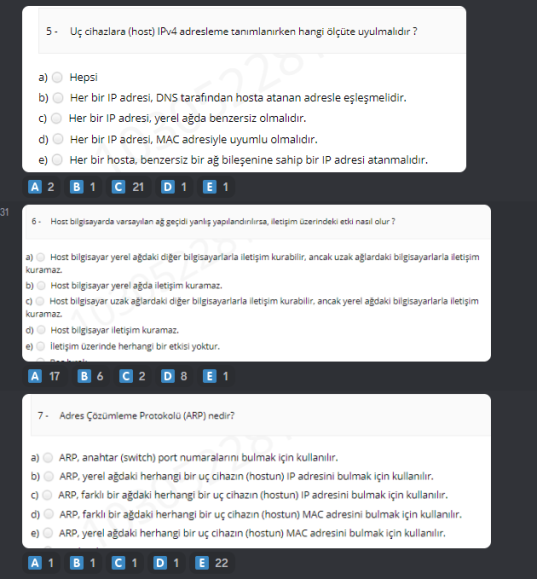 5 - Uç cihazlara (host) IPv4 adresleme tanımlanırken hangi ölçüte uyulmalıdır ?
a) Hepsi
b) Her bir IP adresi, DNS tarafından hosta atanan adresle eşleşmelidir.
c) Her bir IP adresi, yerel ağda benzersiz olmalıdır.
d) Her bir IP adresi, MAC adresiyle uyumlu olmalıdır.
e) Her bir hosta, benzersiz bir ağ bileşenine sahip bir IP adresi atanmalıdır.
A 2 B 1 C 21 D 1 E 1
31
6 - Host bilgisayarda varsayılan ağ geçidi yanlış yapılandırılırsa, iletişim üzerindeki etki nasıl olur ?
a) Host bilgisayar yerel ağdaki diğer bilgisayarlarla iletişim kurabilir, ancak uzak ağlardaki bilgisayarlarla iletişim
kuramaz.
b) Host bilgisayar yerel ağda iletişim kuramaz.
c) Host bilgisayar uzak ağlardaki diğer bilgisayarlarla iletişim kurabilir, ancak yerel ağdaki bilgisayarlarla iletişim
kuramaz.
d) Host bilgisayar iletişim kuramaz.
e) İletişim üzerinde herhangi bir etkisi yoktur.
A 17 B 6 C 2 D 8 E 1
7 - Adres Çözümleme Protokolü (ARP) nedir?
a) ARP, anahtar (switch) port numaralarını bulmak için kullanılır.
b) ARP, yerel ağdaki herhangi bir uç cihazın (hostun) IP adresini bulmak için kullanılır.
c) ARP, farklı bir ağdaki herhangi bir uç cihazın (hostun) IP adresini bulmak için kullanılır.
d) ARP, farklı bir ağdaki herhangi bir uç cihazın (hostun) MAC adresini bulmak için kullanılır.
e) ARP, yerel ağdaki herhangi bir uç cihazın (hostun) MAC adresini bulmak için kullanılır.
A 1 B 1 C 1 D 1 E 22